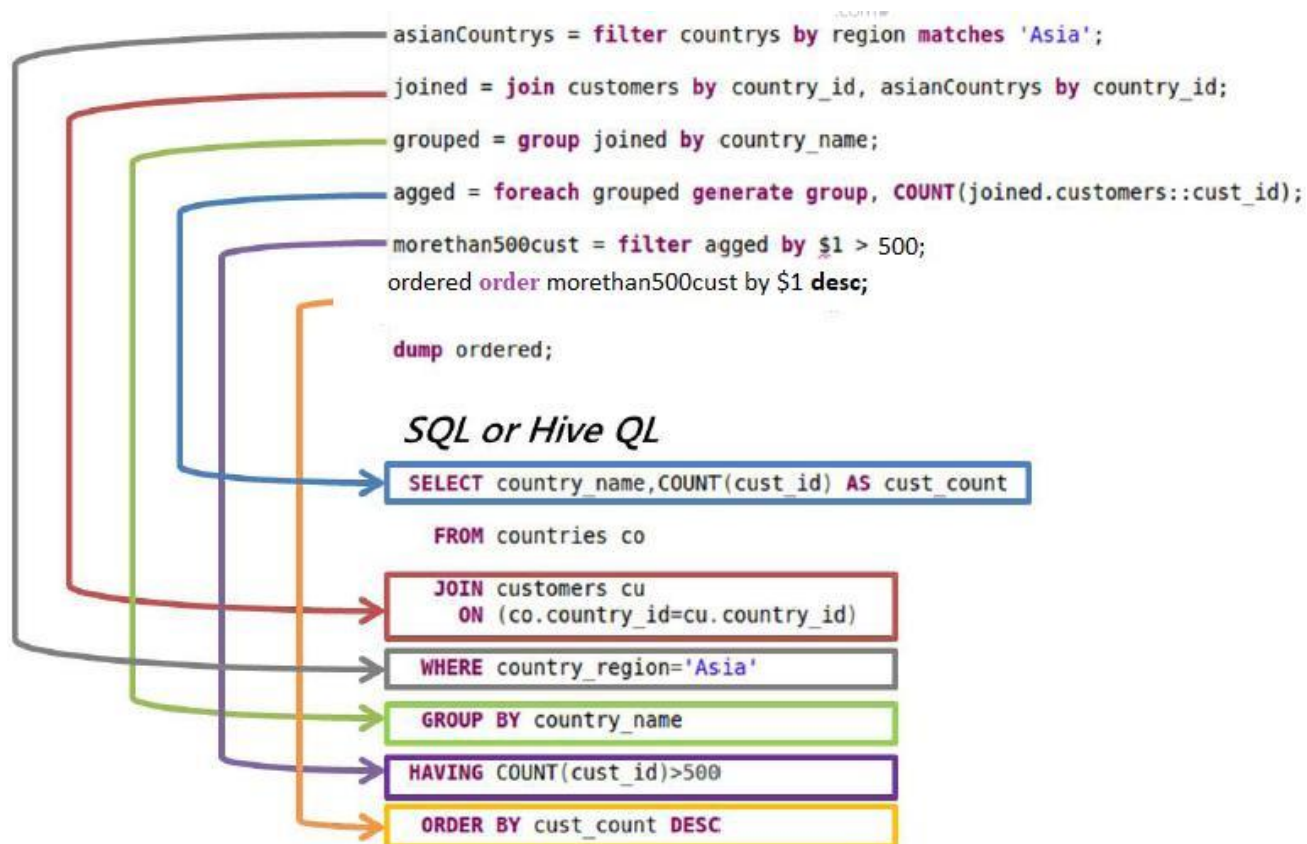 asianCountrys = filter countrys by region matches 'Asia';
joined = join customers by country_id, asianCountrys by country_id;
grouped = group joined by country_name;
agged = foreach grouped generate group, COUNT(joined.customers::cust_id);
morethan500cust = filter agged by $1 > 500;
ordered order morethan500cust by $1 desc;
dump ordered;
SQL or Hive QL
SELECT country_name,COUNT(cust_id) AS cust_count
FROM countries co
JOIN customers cu
ON (co.country_id=cu.country_id)
WHERE country_region='Asia'
GROUP BY country_name
HAVING COUNT(cust_id)>500
ORDER BY cust_count DESC